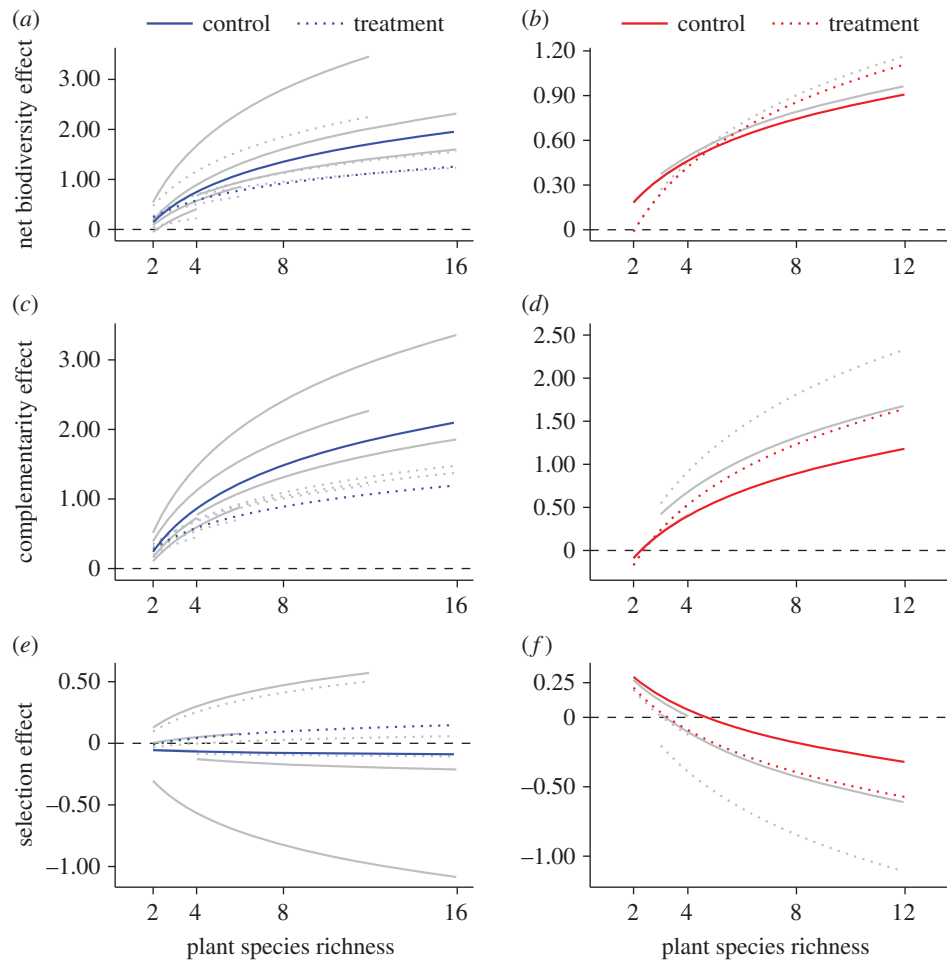 (a) control treatment
(b) control treatment
net biodiversity effect
3.00
2.00
1.00
0
2 4 8 16
1.20
0.90
0.60
0.30
0
2 4 8 12
(c)
(d)
complementarity effect
3.00
2.00
1.00
0
2 4 8 16
2.50
2.00
1.50
1.00
0.50
0
2 4 8 12
(e)
(f)
selection effect
0.50
0
−0.50
−1.00
2 4 8 16
plant species richness
0.25
0
−0.50
−1.00
2 4 8 12
plant species richness